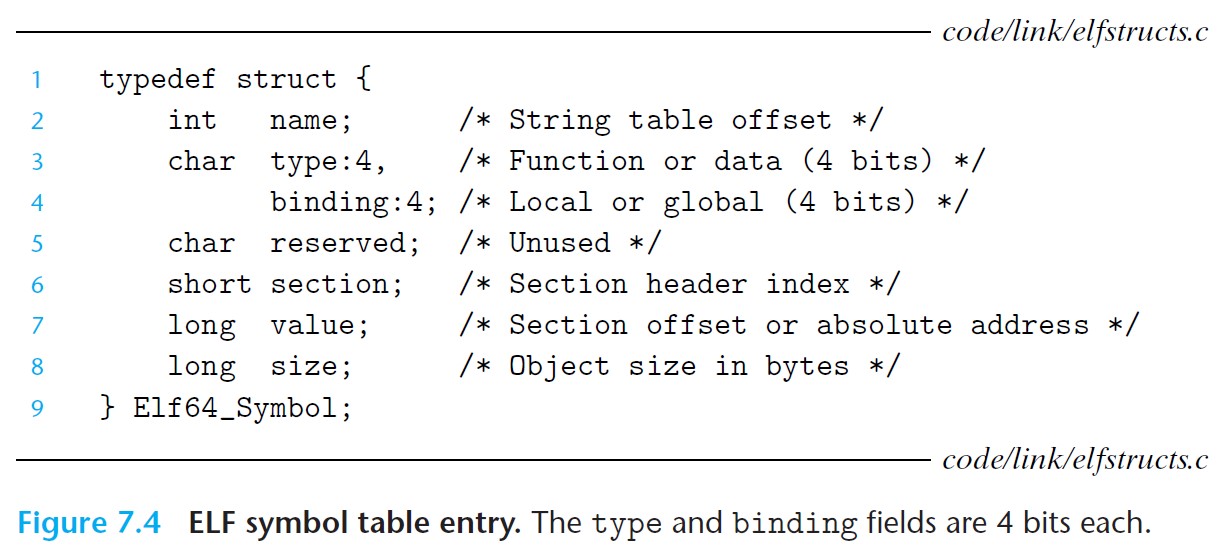 code/link/elfstructs.c
1 typedef struct {
2 int name; /* String table offset */
3 char type:4, /* Function or data (4 bits) */
4 binding:4; /* Local or global (4 bits) */
5 char reserved; /* Unused */
6 short section; /* Section header index */
7 long value; /* Section offset or absolute address */
8 long size; /* Object size in bytes */
9 } Elf64_Symbol;
code/link/elfstructs.c
Figure 7.4 ELF symbol table entry. The type and binding fields are 4 bits each.